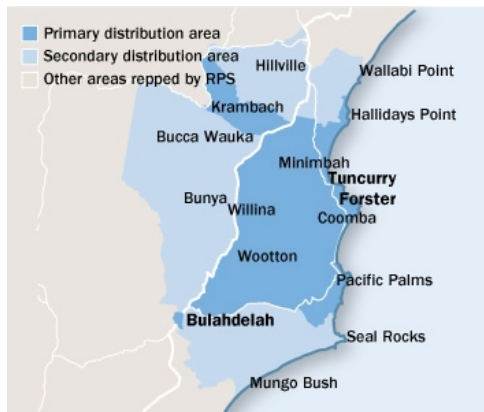 Primary distribution area
Secondary distribution area
Other areas repped by RPS
Hillville
Wallabi Point
Krambach
Hallidays Point
Bucca Wauka
Minimbah
Tuncurry
Forster
Bunya
Willina
Coomba
Wootton
Pacific Palms
Bulahdelah
Seal Rocks
Mungo Bush